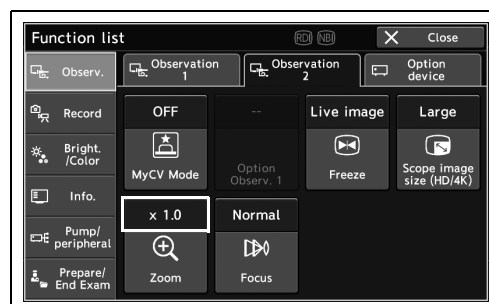 Function list
RDI NBI
X Close
Observ.
Observation
1
Observation
2
Option
device
Record
Bright.
/Color
Info.
Pump/
peripheral
Prepare/
End Exam
OFF
MyCV Mode
--
Option
Observ. 1
Live image
Freeze
Large
Scope image
size (HD/4K)
x 1.0
Zoom
Normal
Focus